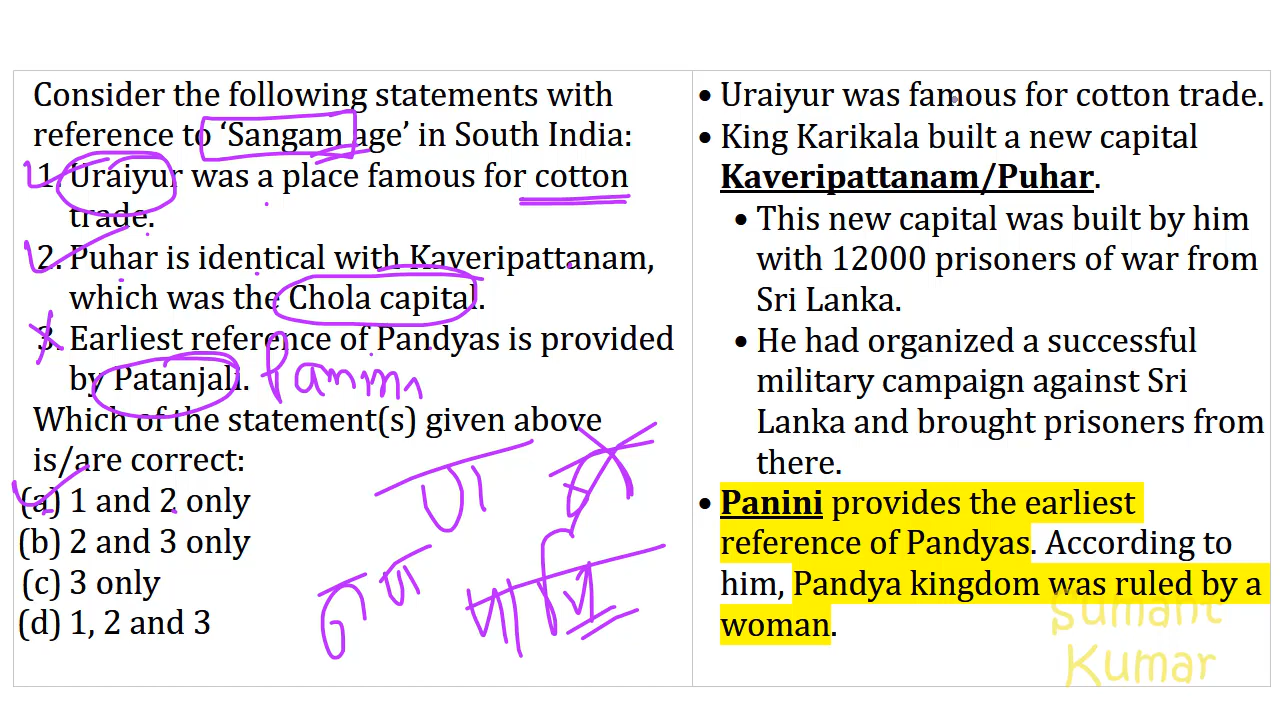 Consider the following statements with
reference to ‘Sangam age’ in South India:
1. Uraiyur was a place famous for cotton
trade.
2. Puhar is identical with Kaveripattanam,
which was the Chola capital.
3. Earliest reference of Pandyas is provided
by Patanjali. Panini
Which of the statement(s) given above
is/are correct:
(a) 1 and 2 only
(b) 2 and 3 only
(c) 3 only
(d) 1, 2 and 3
• Uraiyur was famous for cotton trade.
• King Karikala built a new capital
Kaveripattanam/Puhar.
• This new capital was built by him
with 12000 prisoners of war from
Sri Lanka.
• He had organized a successful
military campaign against Sri
Lanka and brought prisoners from
there.
• Panini provides the earliest
reference of Pandyas. According to
him, Pandya kingdom was ruled by a
woman.
Sumant
Kumar